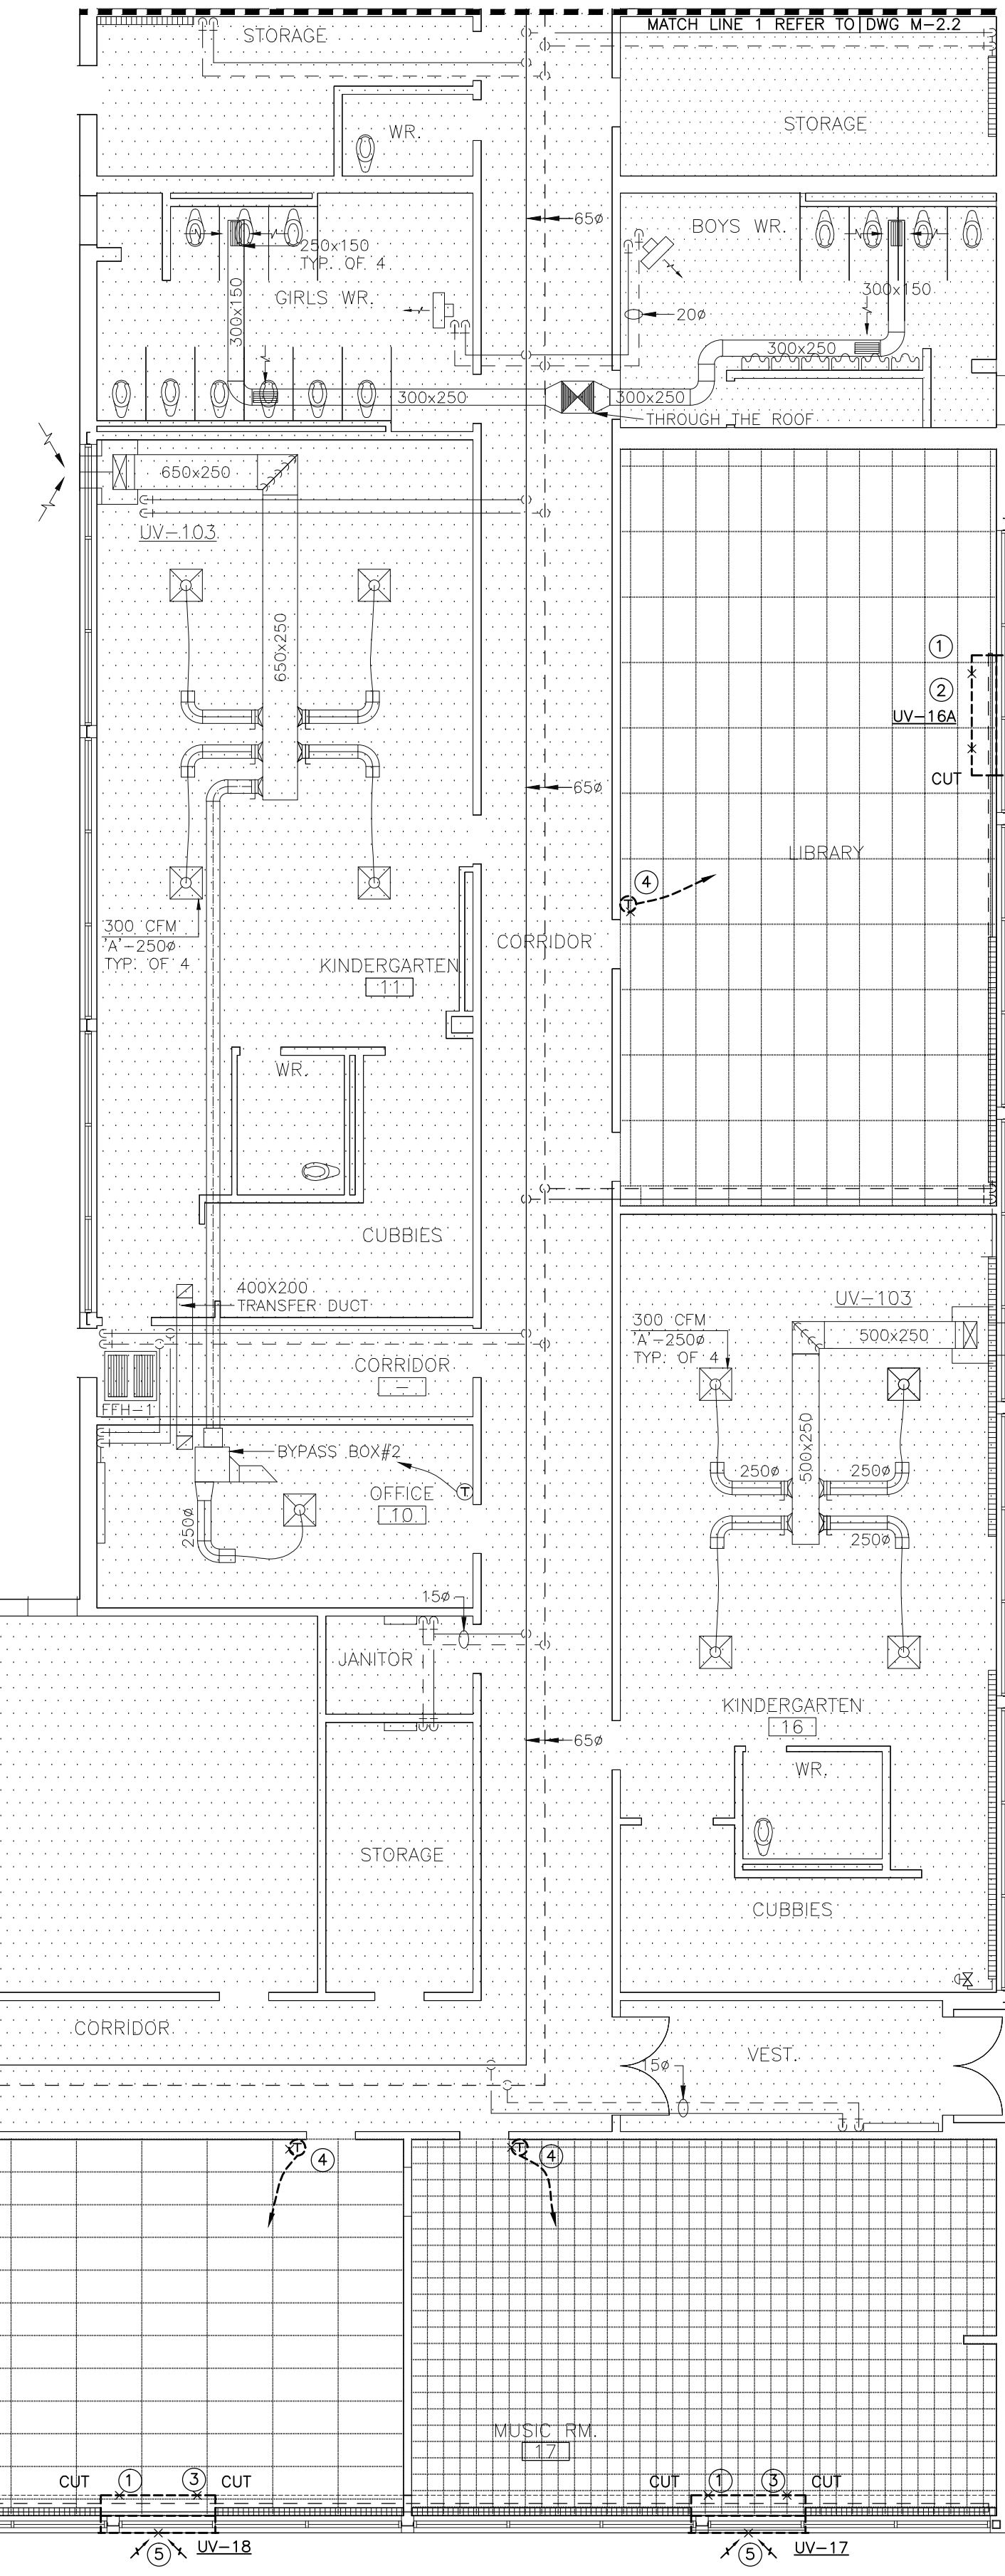 MATCH LINE 1 REFER TO DWG M-2.2
STORAGE
STORAGE
WR.
65ø
BOYS WR.
250x150
TYP. OF 4
GIRLS WR.
300x150
300x150
20ø
300x250
300x250
300x250
THROUGH THE ROOF
650x250
UV-103
650x250
1
2
UV-16A
CUT
65ø
LIBRARY
4
300 CFM
'A'-250ø
TYP. OF 4
CORRIDOR
KINDERGARTEN
11
WR.
CUBBIES
400X200
TRANSFER DUCT
UV-103
300 CFM
'A'-250ø
TYP. OF 4
500x250
CORRIDOR
-
FFH-1
500x250
BYPASS BOX#2
250ø
250ø
T
OFFICE
10
250ø
250ø
15ø
JANITOR
KINDERGARTEN
16
65ø
WR.
STORAGE
CUBBIES
CORRIDOR
VEST.
15ø
T
4
T
4
T
MUSIC RM.
17
CUT
1
3
CUT
CUT
1
3
CUT
5
UV-18
5
UV-17